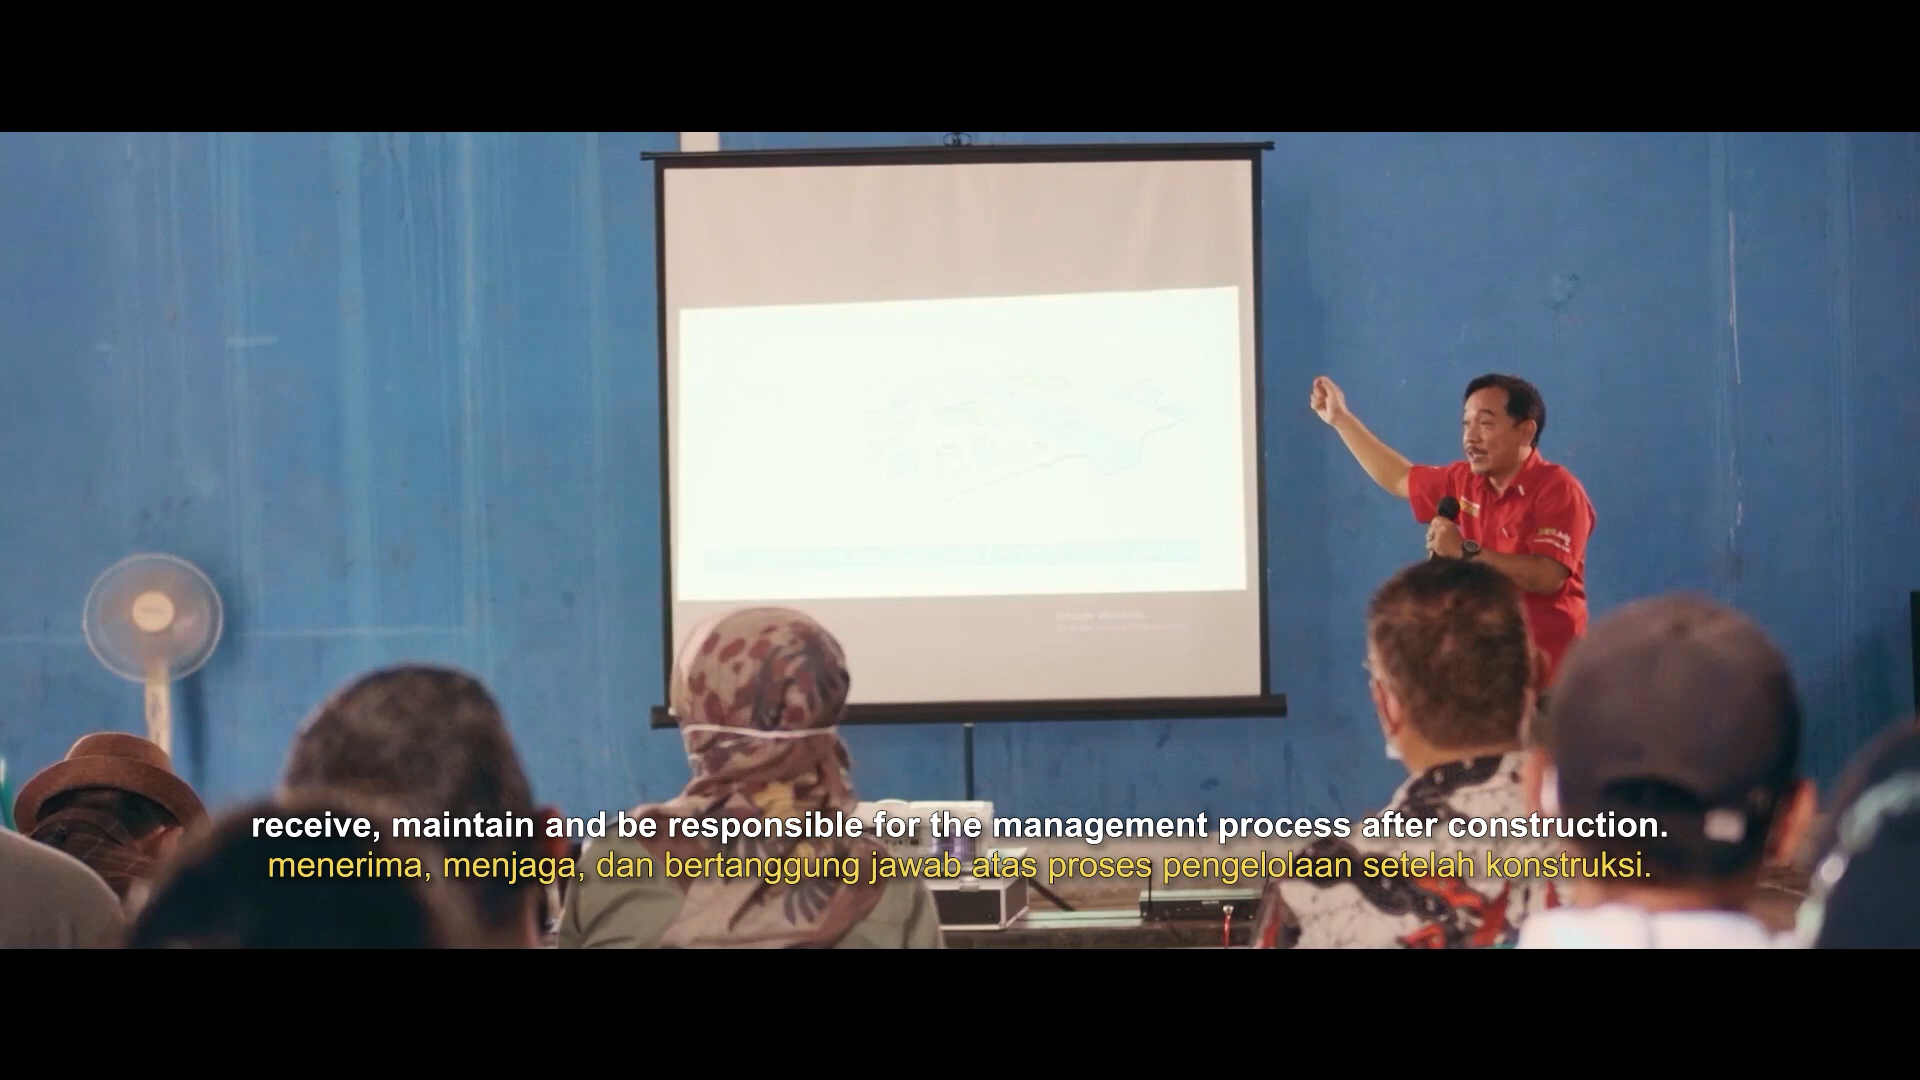 receive, maintain and be responsible for the management process after construction.
menerima, menjaga, dan bertanggung jawab atas proses pengelolaan setelah konstruksi.